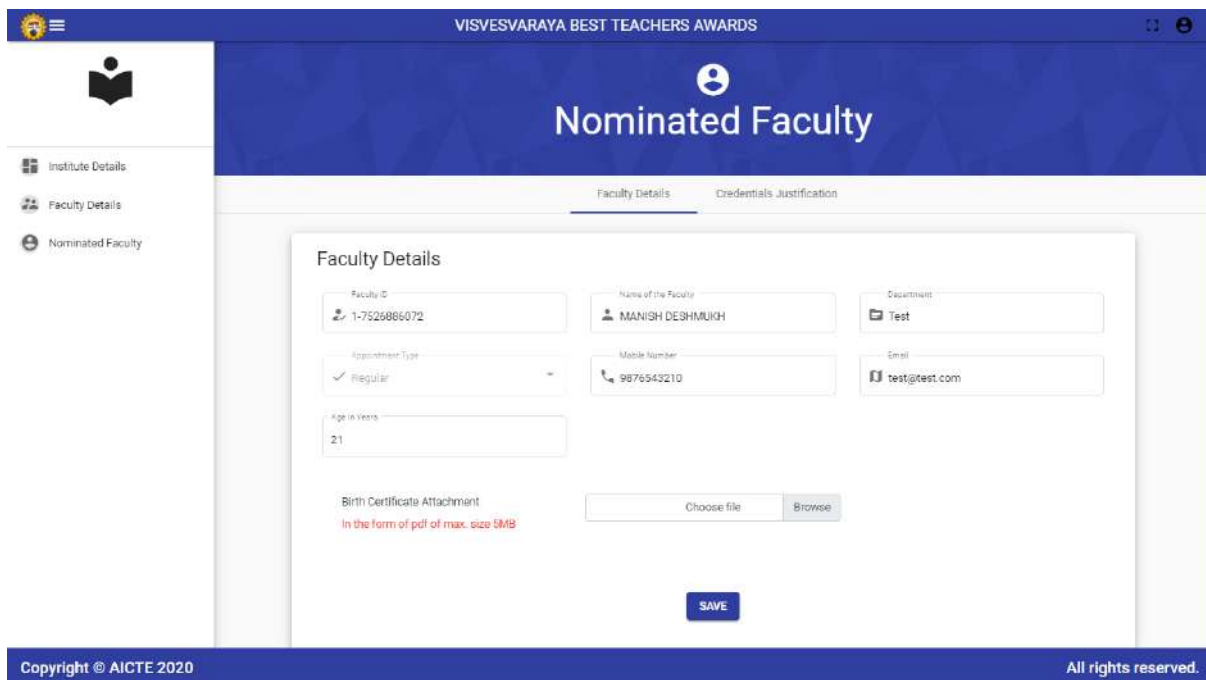 VISVESVARAYA BEST TEACHERS AWARDS
Nominated Faculty
Institute Details
Faculty Details
Nominated Faculty
Faculty Details Credentials Justification
Faculty Details
Faculty ID
1-7526886072
Name of the Faculty
MANISH DESHMUKH
Department
Test
Appointment Type
Regular
Mobile Number
9876543210
Email
test@test.com
Age in Years
21
Birth Certificate Attachment
In the form of pdf of max. size 5MB
Choose file Browse
SAVE
Copyright © AICTE 2020 All rights reserved.